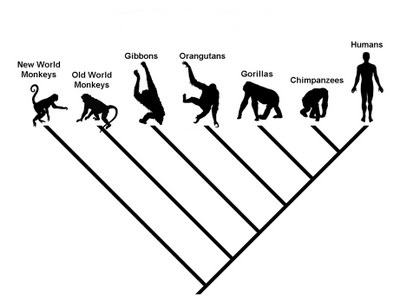 New World
Monkeys
Old World
Monkeys
Gibbons
Orangutans
Gorillas
Chimpanzees
Humans